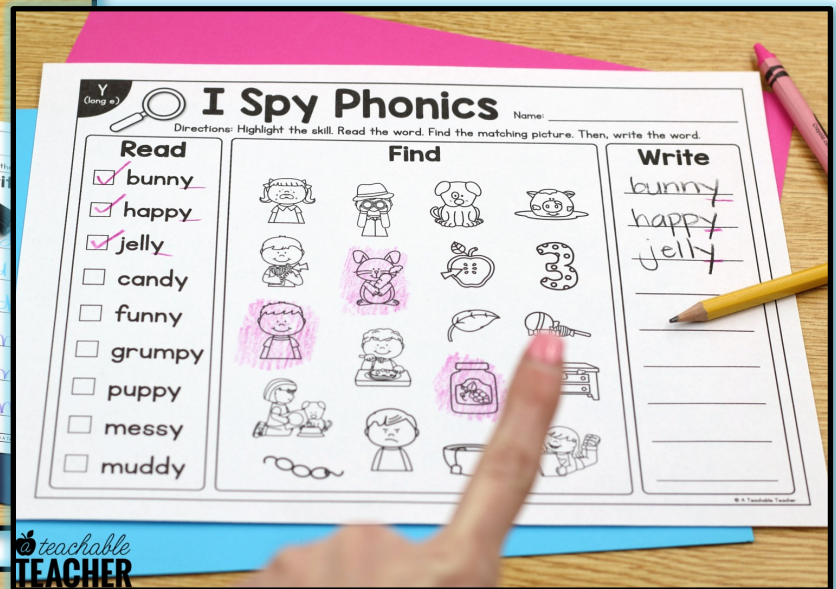 Y
(long e)
I Spy Phonics
Name:
Directions: Highlight the skill. Read the word. Find the matching picture. Then, write the word.
Read
bunny
happy
jelly
candy
funny
grumpy
puppy
messy
muddy
Find
3
Write
bunny
happy
jelly
© A Teachable Teacher
a teachable
TEACHER